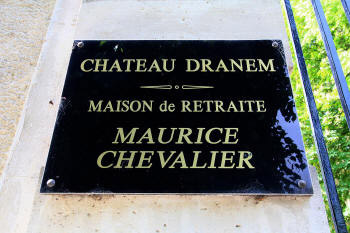 CHATEAU DRANEM
MAISON de RETRAITE
MAURICE
CHEVALIER